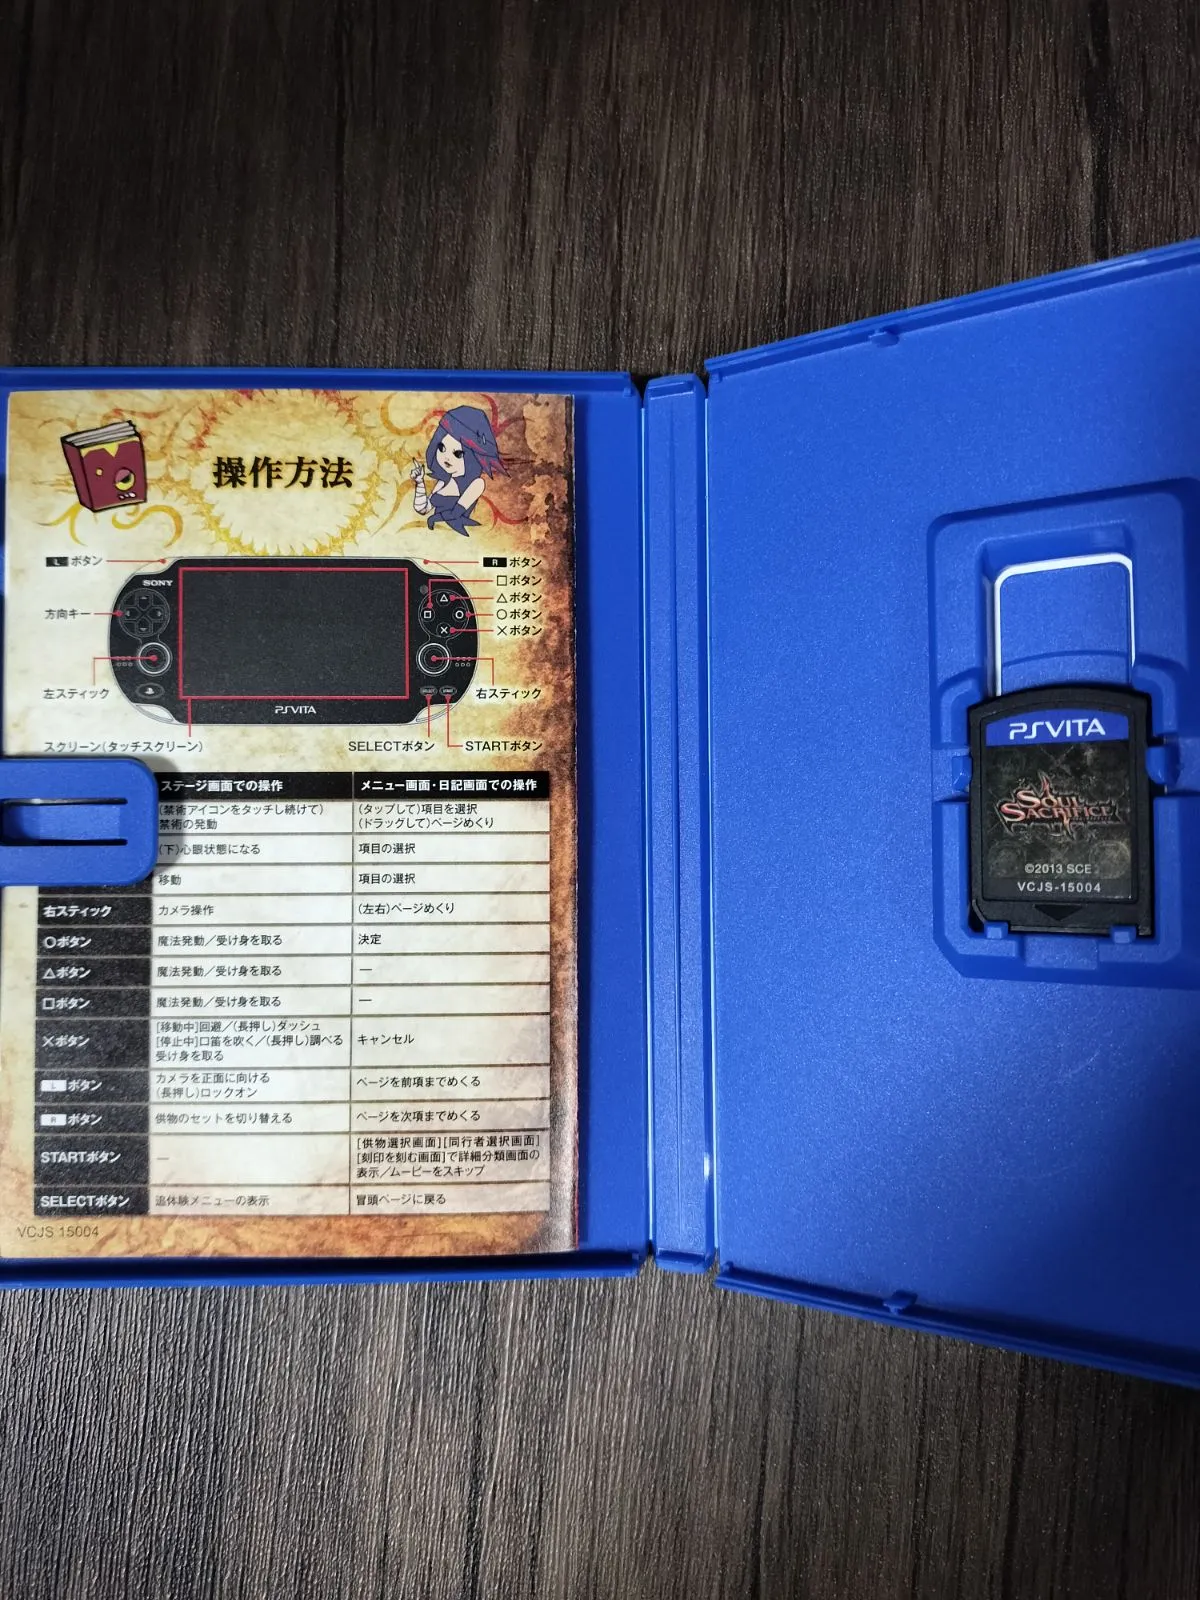 操作方法
L ボタン
R ボタン
□ボタン
△ボタン
○ボタン
×ボタン
SONY
方向キー
左スティック
右スティック
SELECT
START
PSVITA
スクリーン(タッチスクリーン)
SELECTボタン
STARTボタン
ステージ画面での操作
メニュー画面・日記画面での操作
(禁術アイコンをタッチし続けて)
禁術の発動
(タップして)項目を選択
(ドラッグして)ページめくり
(下)心眼状態になる
項目の選択
移動
項目の選択
右スティック
カメラ操作
(左右)ページめくり
○ボタン
魔法発動/受け身を取る
決定
△ボタン
魔法発動/受け身を取る
—
□ボタン
魔法発動/受け身を取る
—
×ボタン
[移動中]回避/(長押し)ダッシュ
[停止中]口笛を吹く/(長押し)調べる
受け身を取る
キャンセル
L ボタン
カメラを正面に向ける
(長押し)ロックオン
ページを前項までめくる
R ボタン
供物のセットを切り替える
ページを次項までめくる
STARTボタン
—
[供物選択画面][同行者選択画面]
[刻印を刻む画面]で詳細分類画面の
表示/ムービーをスキップ
SELECTボタン
追体験メニューの表示
冒頭ページに戻る
VCJS 15004
PSVITA
SOUL
SACRIFICE
©2013 SCE
VCJS-15004